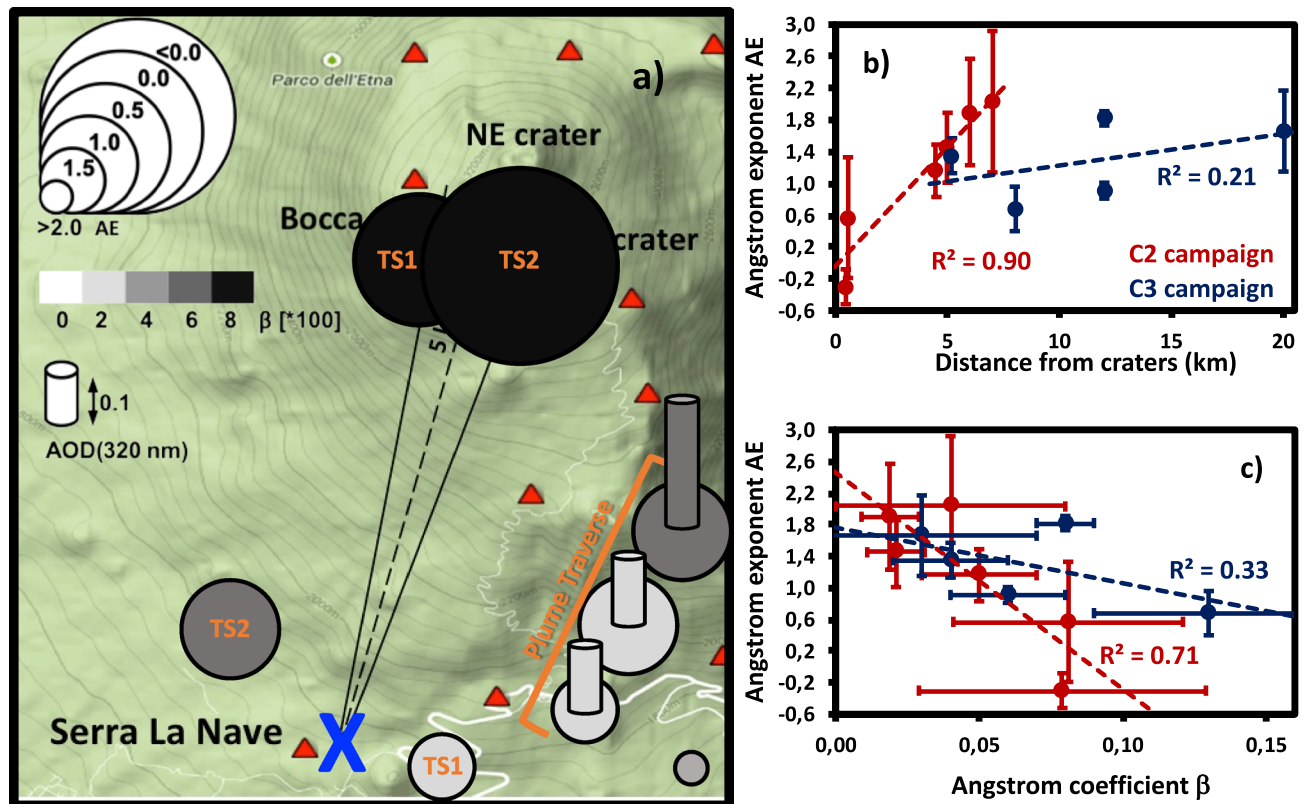 a)
<0.0
0.0
0.5
1.0
1.5
>2.0 AE
0 2 4 6 8 β [*100]
0.1
AOD(320 nm)
Parco dell'Etna
NE crater
Bocca
crater
TS1
TS2
5
Plume Traverse
TS2
Serra La Nave
X
TS1
2000m
b)
Angstrom exponent AE
3,0
2,6
2,2
1,8
1,4
1,0
0,6
0,2
-0,2
-0,6
R² = 0.21
R² = 0.90
C2 campaign
C3 campaign
0 5 10 15 20
Distance from craters (km)
c)
Angstrom exponent AE
3,0
2,6
2,2
1,8
1,4
1,0
0,6
0,2
-0,2
-0,6
R² = 0.33
R² = 0.71
0,00 0,05 0,10 0,15
Angstrom coefficient β